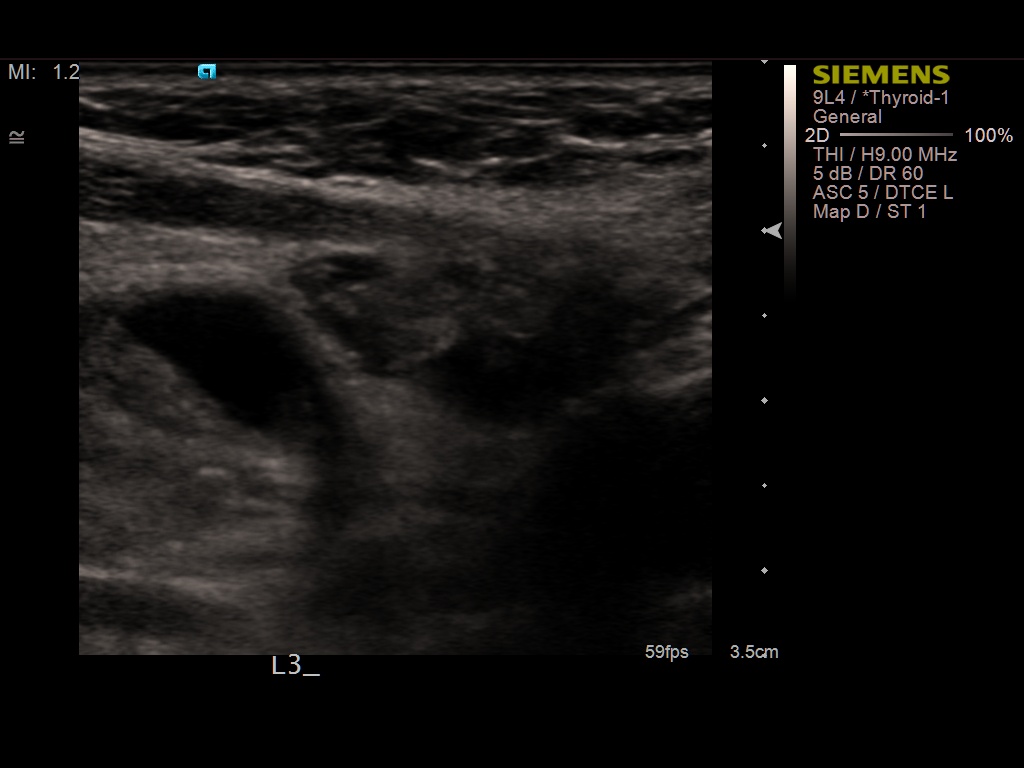 MI: 1.2
SIEMENS
9L4 / *Thyroid-1
General
2D 100%
THI / H9.00 MHz
5 dB / DR 60
ASC 5 / DTCE L
Map D / ST 1
59fps 3.5cm
L3_